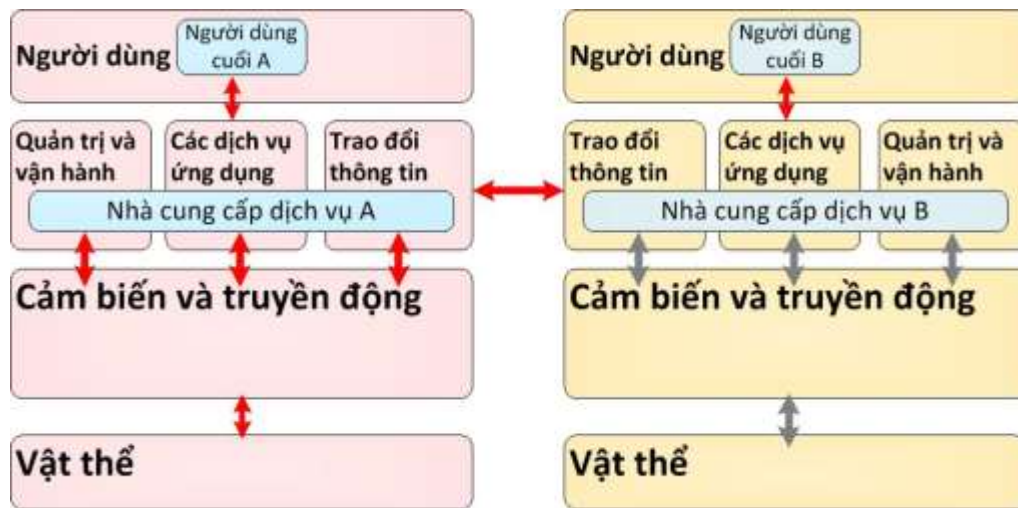 Người dùng
Người dùng
cuối A
Quản trị và
vận hành
Các dịch vụ
ứng dụng
Trao đổi
thông tin
Nhà cung cấp dịch vụ A
Cảm biến và truyền động
Vật thể
Người dùng
Người dùng
cuối B
Trao đổi
thông tin
Các dịch vụ
ứng dụng
Quản trị và
vận hành
Nhà cung cấp dịch vụ B
Cảm biến và truyền động
Vật thể